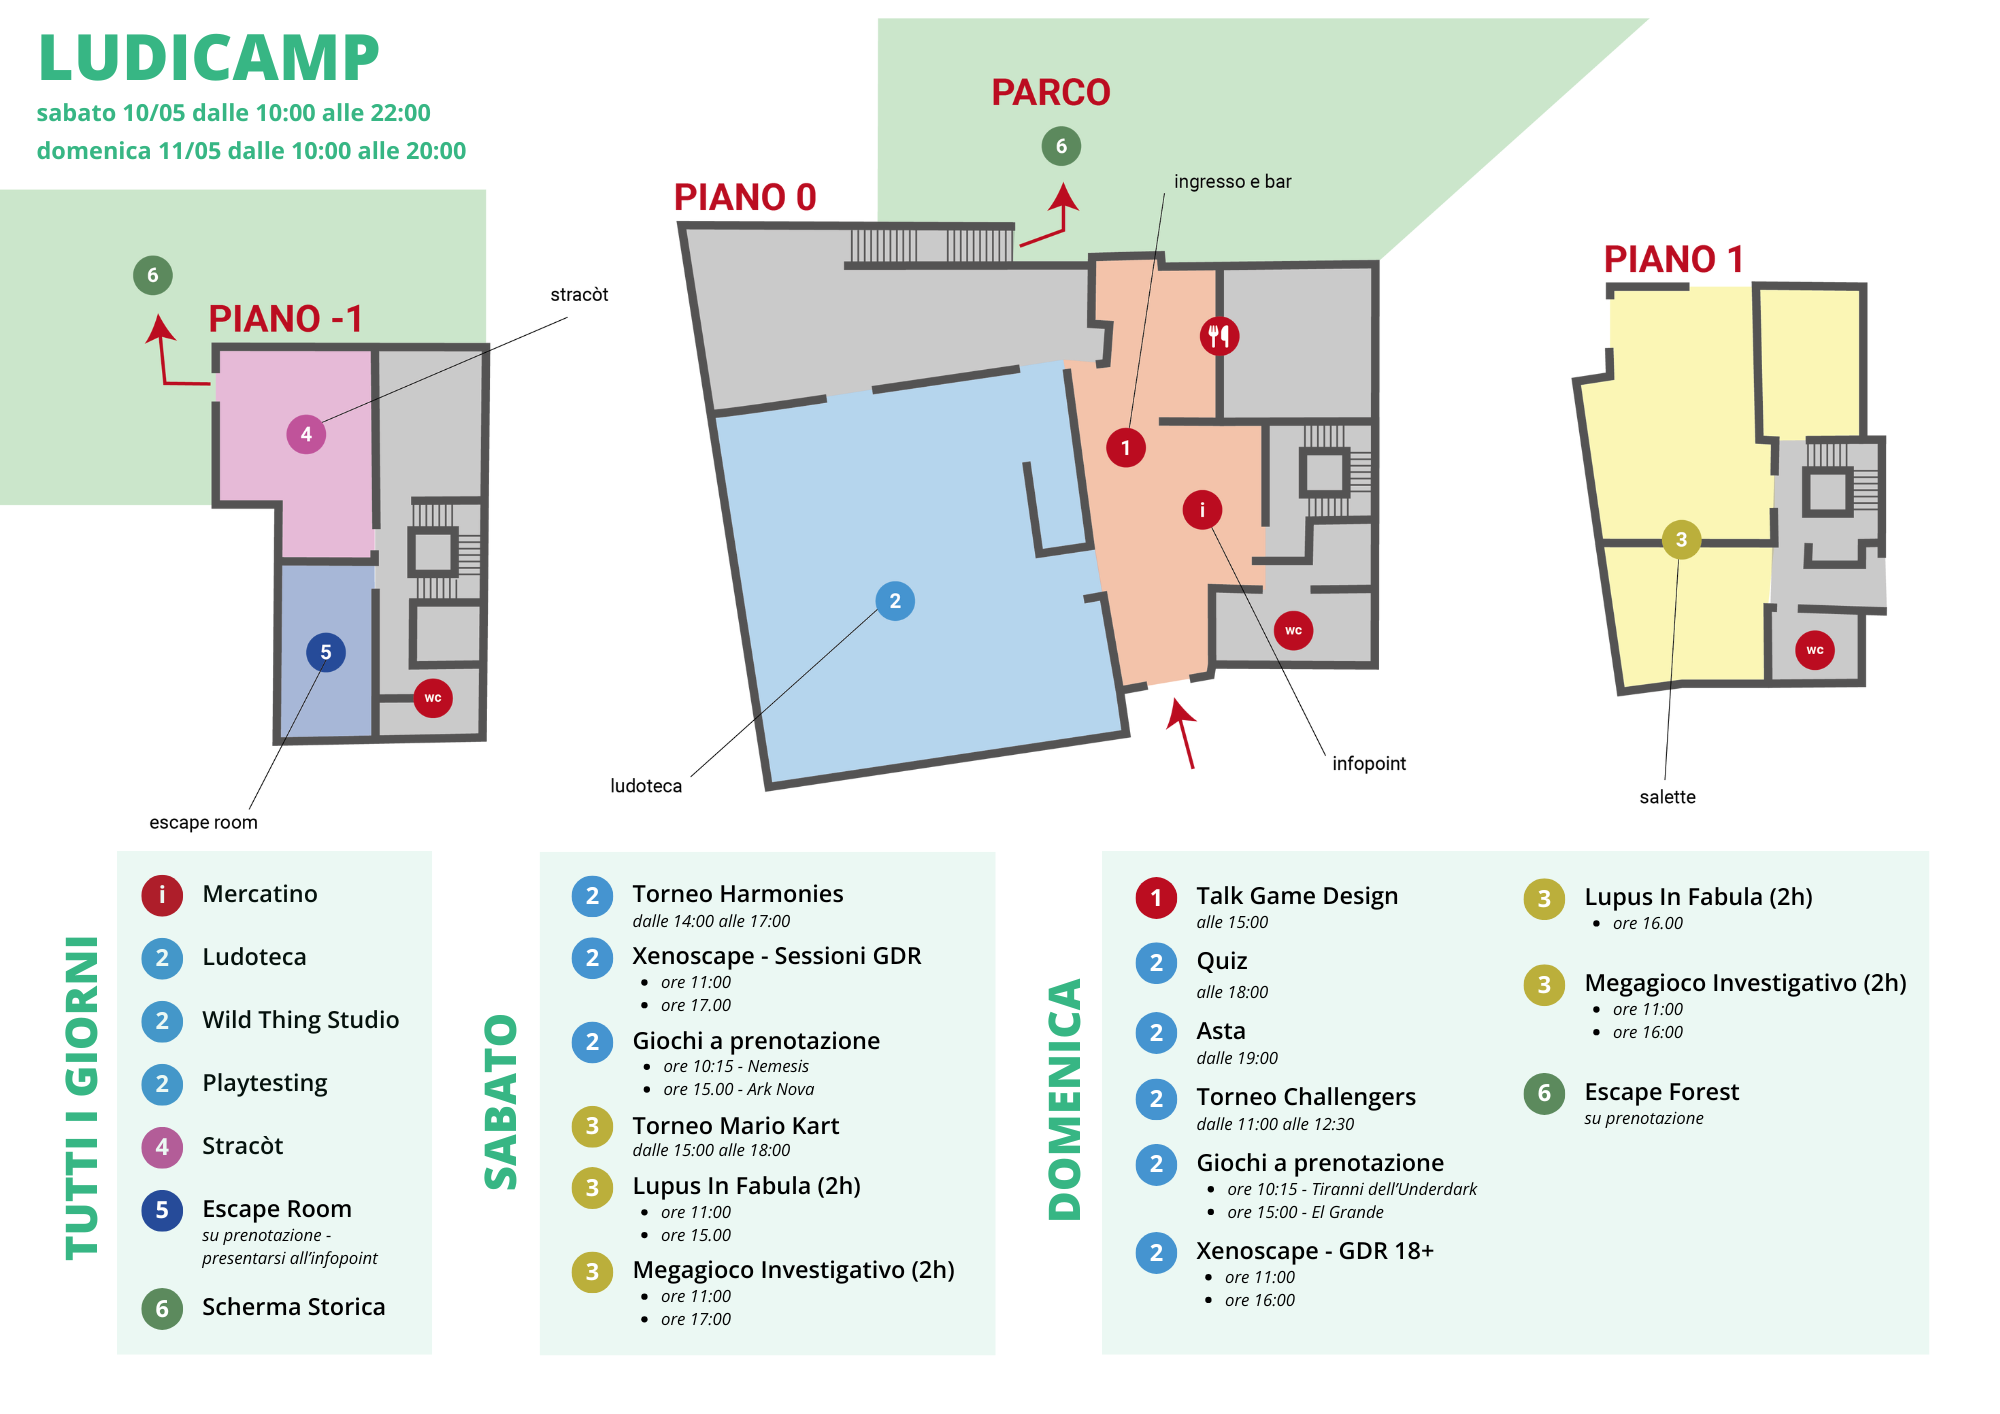 LUDICAMP
sabato 10/05 dalle 10:00 alle 22:00
domenica 11/05 dalle 10:00 alle 20:00
PARCO
6
ingresso e bar
PIANO 0
PIANO 1
6
PIANO -1
stracòt
4
1
i
2
3
5
wc
wc
wc
infopoint
ludoteca
salette
escape room
TUTTI I GIORNI
i Mercatino
2 Ludoteca
2 Wild Thing Studio
2 Playtesting
4 Stracòt
5 Escape Room
su prenotazione -
presentarsi all’infopoint
6 Scherma Storica
SABATO
2 Torneo Harmonies
dalle 14:00 alle 17:00
2 Xenoscape - Sessioni GDR
• ore 11:00
• ore 17.00
2 Giochi a prenotazione
• ore 10:15 - Nemesis
• ore 15.00 - Ark Nova
3 Torneo Mario Kart
dalle 15:00 alle 18:00
3 Lupus In Fabula (2h)
• ore 11:00
• ore 15.00
3 Megagioco Investigativo (2h)
• ore 11:00
• ore 17:00
DOMENICA
1 Talk Game Design
alle 15:00
2 Quiz
alle 18:00
2 Asta
dalle 19:00
2 Torneo Challengers
dalle 11:00 alle 12:30
2 Giochi a prenotazione
• ore 10:15 - Tiranni dell’Underdark
• ore 15:00 - El Grande
2 Xenoscape - GDR 18+
• ore 11:00
• ore 16:00
3 Lupus In Fabula (2h)
• ore 16.00
3 Megagioco Investigativo (2h)
• ore 11:00
• ore 16:00
6 Escape Forest
su prenotazione